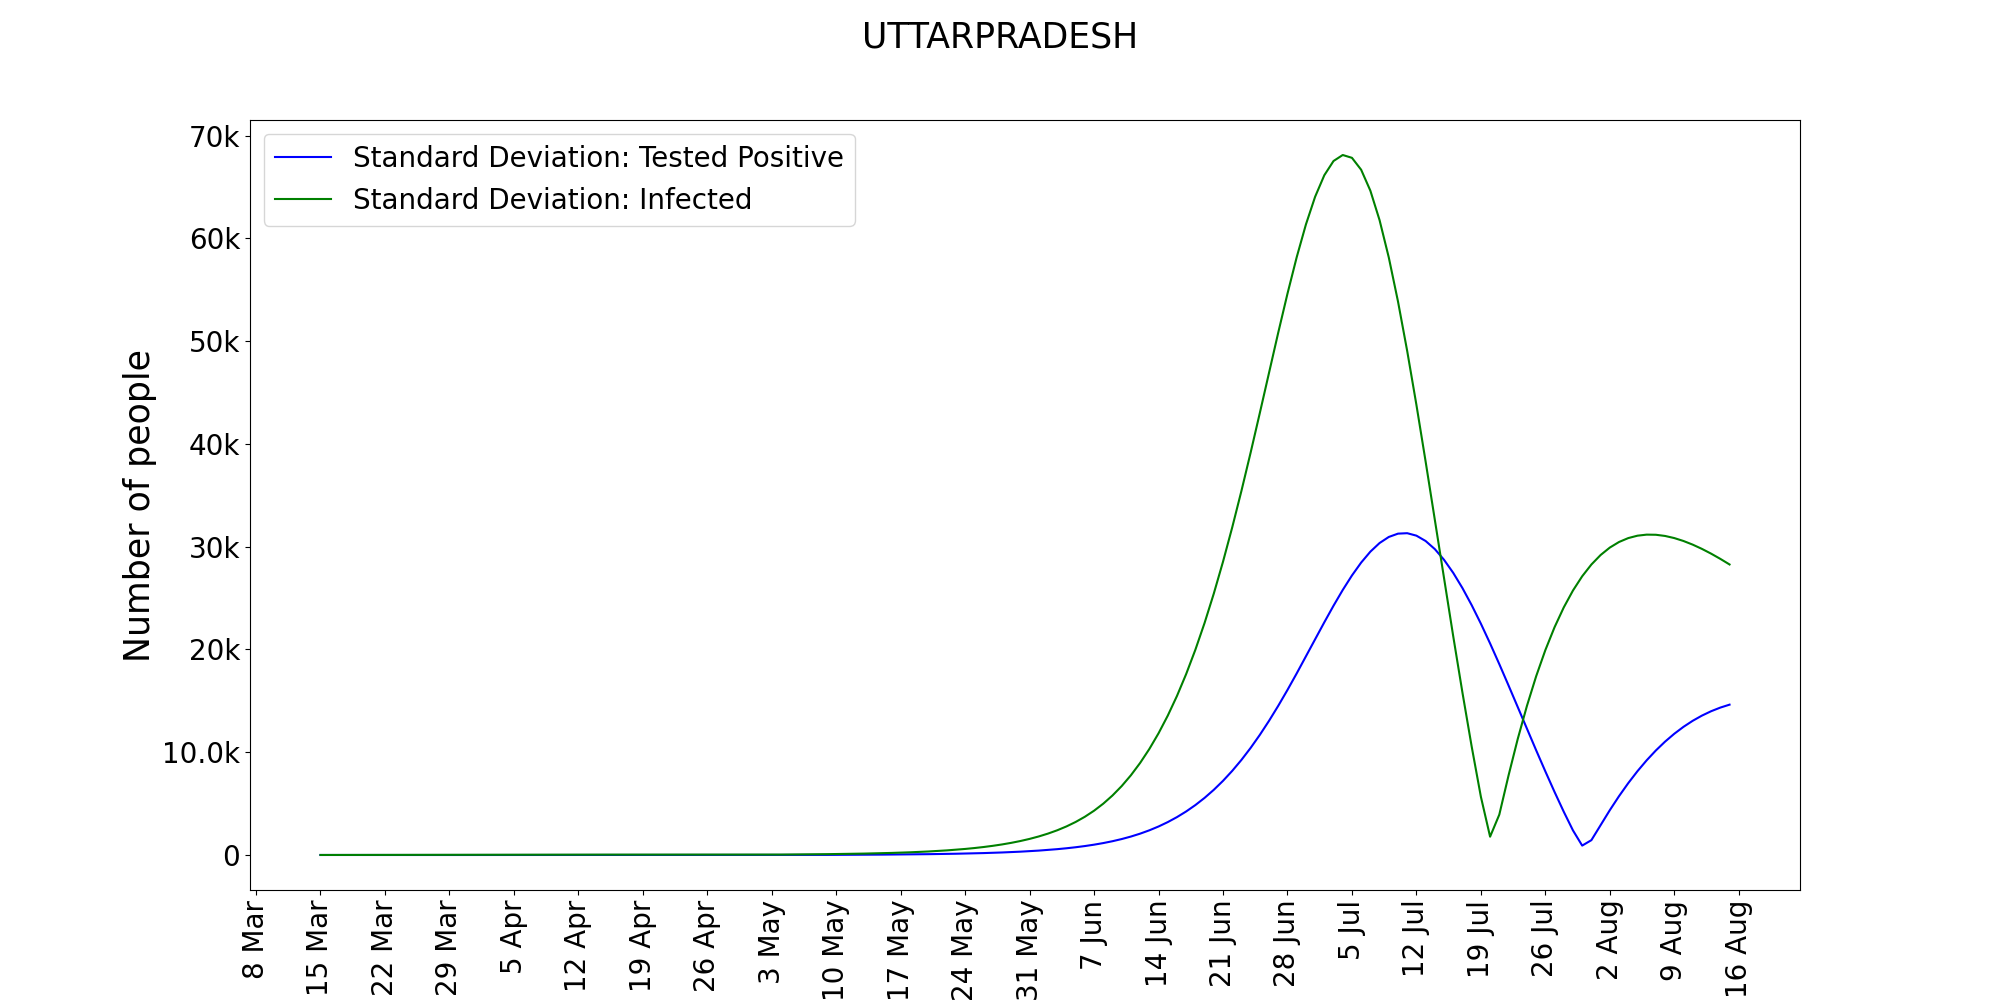 UTTARPRADESH
Standard Deviation: Tested Positive
Standard Deviation: Infected
Number of people
70k
60k
50k
40k
30k
20k
10.0k
0
8 Mar
15 Mar
22 Mar
29 Mar
5 Apr
12 Apr
19 Apr
26 Apr
3 May
10 May
17 May
24 May
31 May
7 Jun
14 Jun
21 Jun
28 Jun
5 Jul
12 Jul
19 Jul
26 Jul
2 Aug
9 Aug
16 Aug